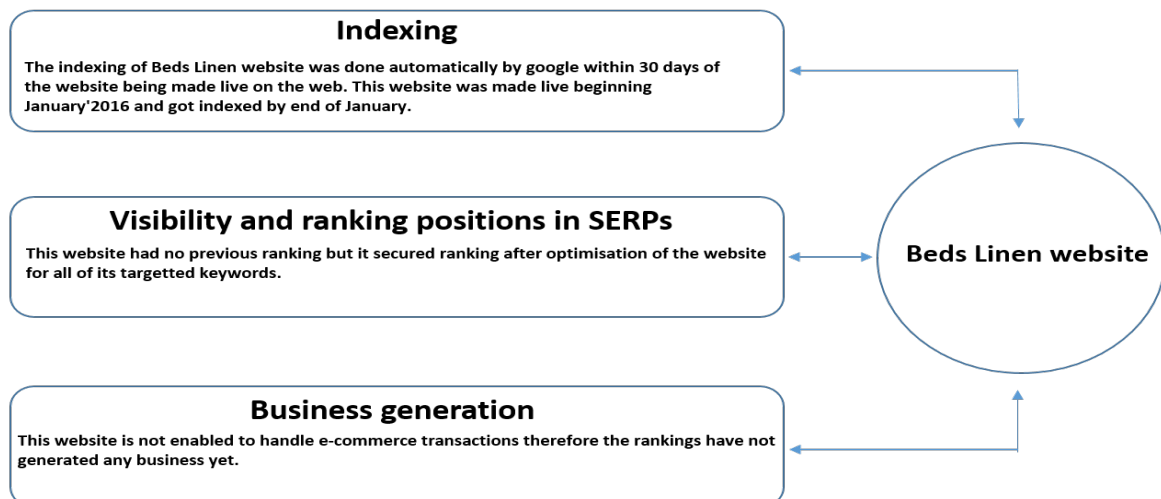 Indexing
The indexing of Beds Linen website was done automatically by google within 30 days of
the website being made live on the web. This website was made live beginning
January'2016 and got indexed by end of January.
Visibility and ranking positions in SERPs
This website had no previous ranking but it secured ranking after optimisation of the website
for all of its targetted keywords.
Beds Linen website
Business generation
This website is not enabled to handle e-commerce transactions therefore the rankings have not
generated any business yet.